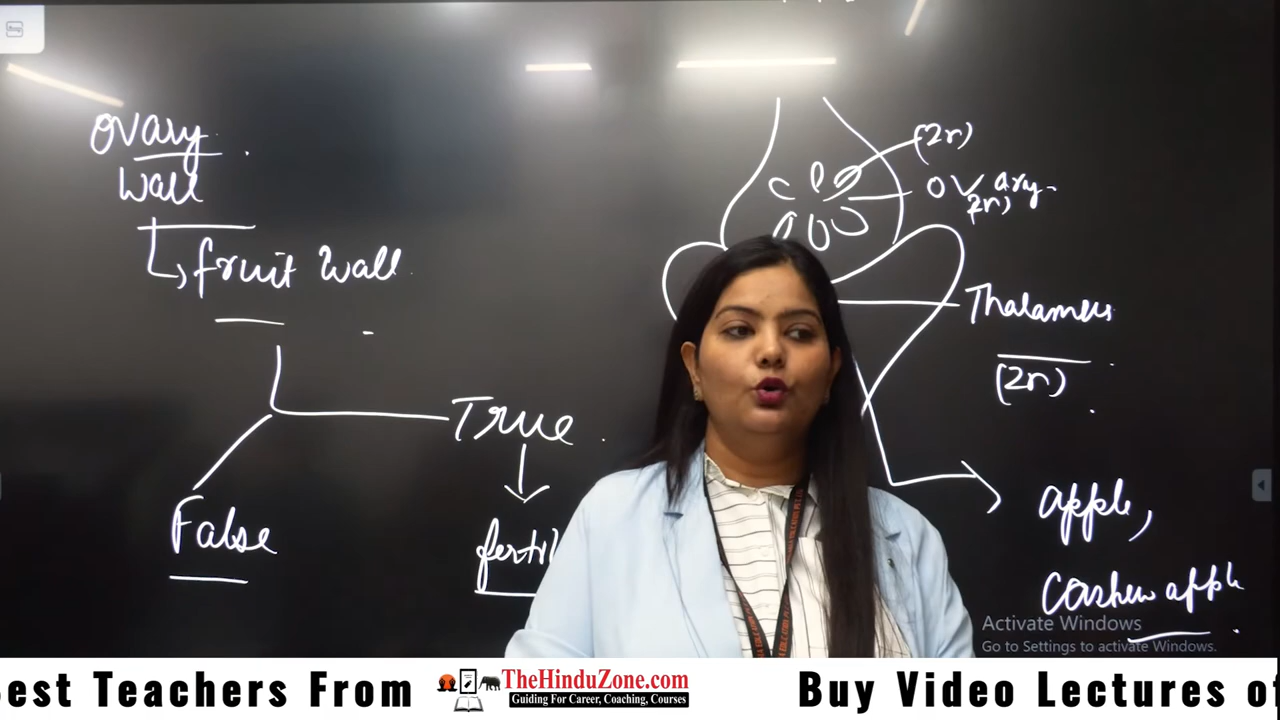 Ovary
Wall
fruit Wall
True
False
fertil
(2n)
Ovary
2n)
Thalamus
(2n)
apple,
Cashew apple
Activate Windows
Go to Settings to activate Windows.
est Teachers From
TheHinduZone.com
Guiding For Career, Coaching, Courses
Buy Video Lectures of